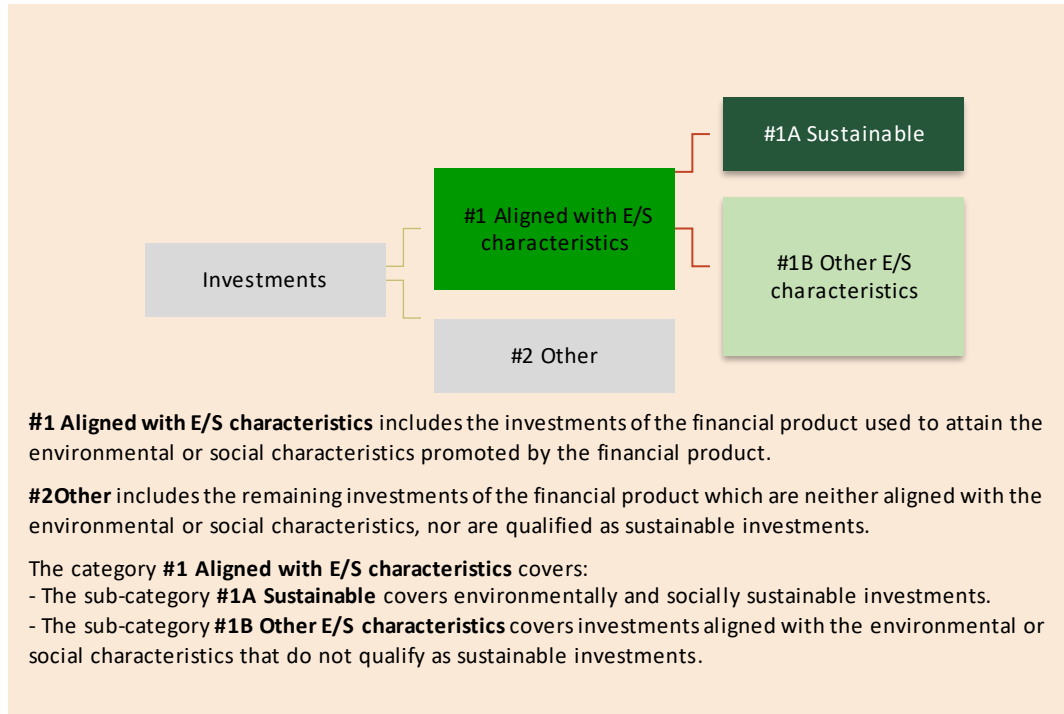 #1A Sustainable
#1 Aligned with E/S
characteristics
#1B Other E/S
characteristics
Investments
#2 Other
#1 Aligned with E/S characteristics includes the investments of the financial product used to attain the
environmental or social characteristics promoted by the financial product.
#2Other includes the remaining investments of the financial product which are neither aligned with the
environmental or social characteristics, nor are qualified as sustainable investments.
The category #1 Aligned with E/S characteristics covers:
- The sub-category #1A Sustainable covers environmentally and socially sustainable investments.
- The sub-category #1B Other E/S characteristics covers investments aligned with the environmental or
social characteristics that do not qualify as sustainable investments.